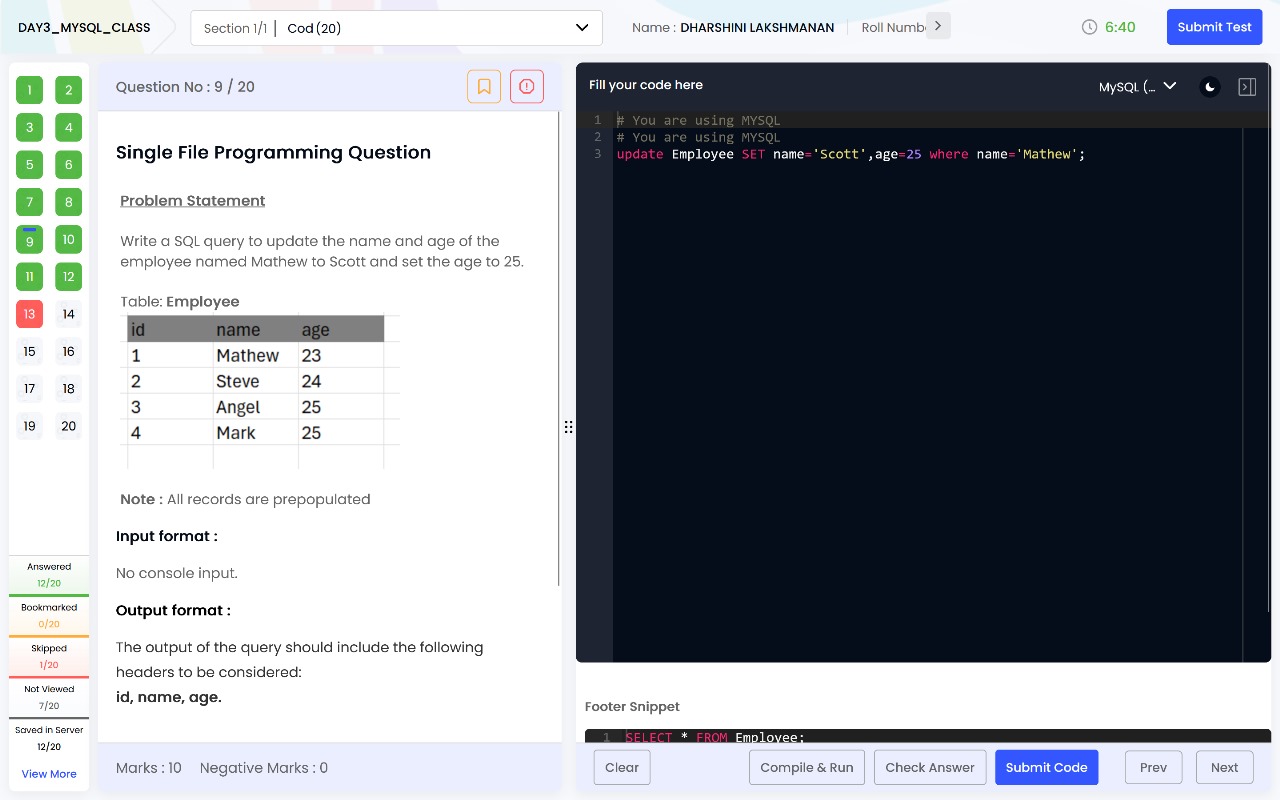 DAY3_MYSQL_CLASS
Section 1/1 | Cod (20)
Name : DHARSHINI LAKSHMANAN
Roll Numb
6:40
Submit Test
1 2
3 4
5 6
7 8
9 10
11 12
13 14
15 16
17 18
19 20
Answered
12/20
Bookmarked
0/20
Skipped
1/20
Not Viewed
7/20
Saved in Server
12/20
View More
Question No : 9 / 20
Single File Programming Question
Problem Statement
Write a SQL query to update the name and age of the
employee named Mathew to Scott and set the age to 25.
Table: Employee
id name age
1 Mathew 23
2 Steve 24
3 Angel 25
4 Mark 25
Note : All records are prepopulated
Input format :
No console input.
Output format :
The output of the query should include the following
headers to be considered:
id, name, age.
Marks : 10 Negative Marks : 0
Fill your code here
MySQL (...
1 # You are using MYSQL
2 # You are using MYSQL
3 update Employee SET name='Scott',age=25 where name='Mathew';
Footer Snippet
1 SELECT * FROM Employee;
Clear
Compile & Run
Check Answer
Submit Code
Prev
Next